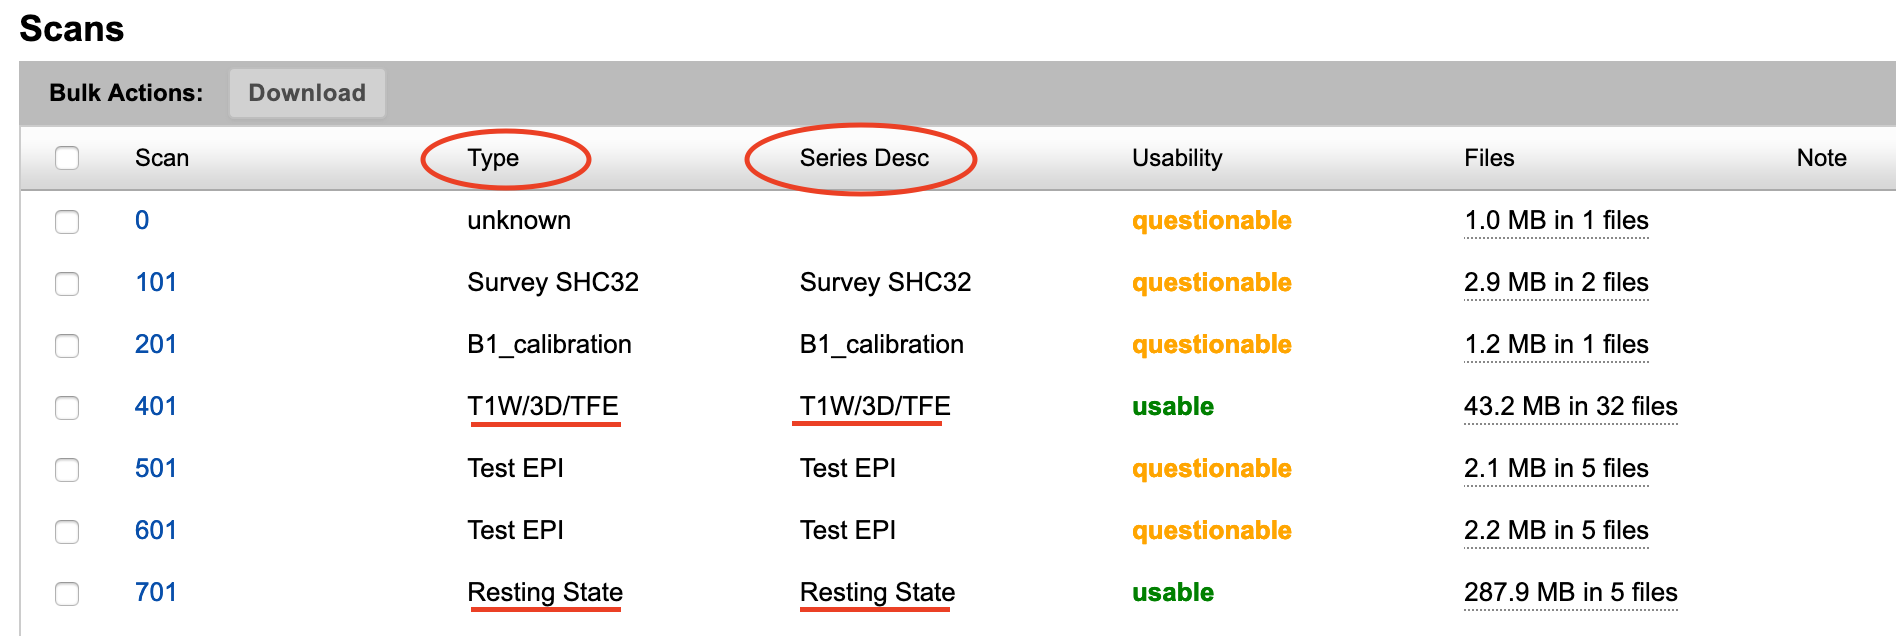 Scans
Bulk Actions: Download
Scan Type Series Desc Usability Files Note
0 unknown questionable 1.0 MB in 1 files
101 Survey SHC32 Survey SHC32 questionable 2.9 MB in 2 files
201 B1_calibration B1_calibration questionable 1.2 MB in 1 files
401 T1W/3D/TFE T1W/3D/TFE usable 43.2 MB in 32 files
501 Test EPI Test EPI questionable 2.1 MB in 5 files
601 Test EPI Test EPI questionable 2.2 MB in 5 files
701 Resting State Resting State usable 287.9 MB in 5 files